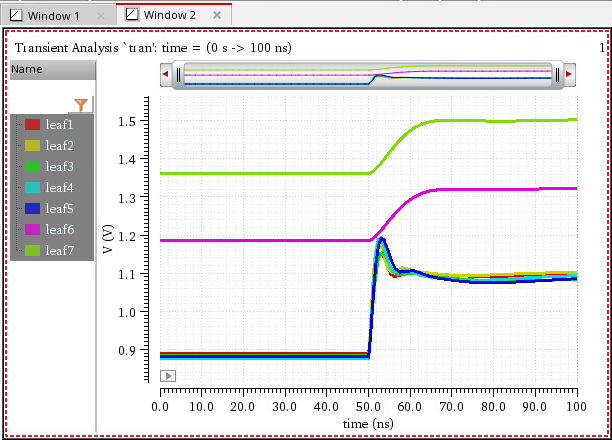 Window 1
Window 2
Transient Analysis `tran': time = (0 s -> 100 ns)
1
Name
leaf1
leaf2
leaf3
leaf4
leaf5
leaf6
leaf7
V (V)
1.5
1.4
1.3
1.2
1.1
1.0
0.9
0.0 10.0 20.0 30.0 40.0 50.0 60.0 70.0 80.0 90.0 100
time (ns)